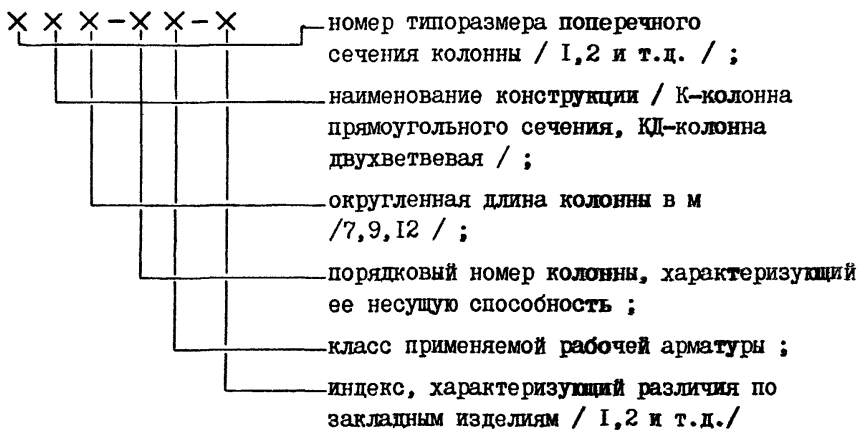 × × × - × × - ×
номер типоразмера поперечного
сечения колонны / I,2 и т.д. / ;
наименование конструкции / К-колонна
прямоугольного сечения, КД-колонна
двухветвевая / ;
округленная длина колонны в м
/7,9,I2 / ;
порядковый номер колонны, характеризующий
ее несущую способность ;
класс применяемой рабочей арматуры ;
индекс, характеризующий различия по
закладным изделиям / I,2 и т.д./